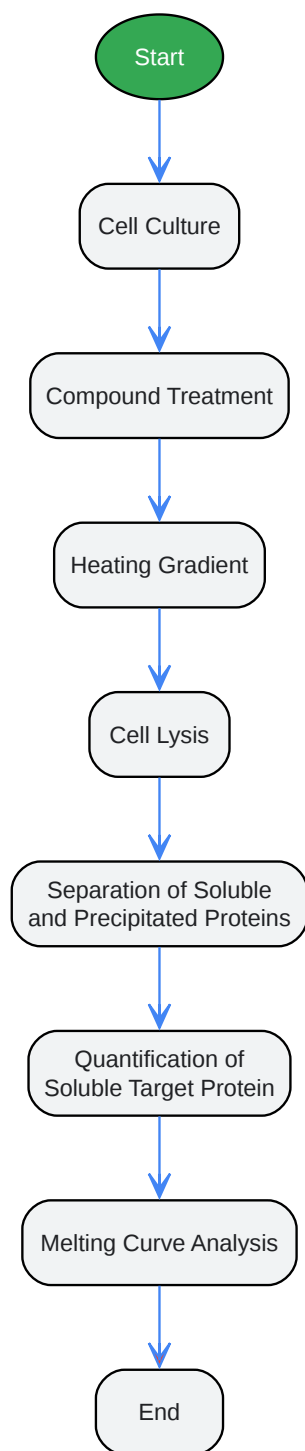 Start
Cell Culture
Compound Treatment
Heating Gradient
Cell Lysis
Separation of Soluble
and Precipitated Proteins
Quantification of
Soluble Target Protein
Melting Curve Analysis
End